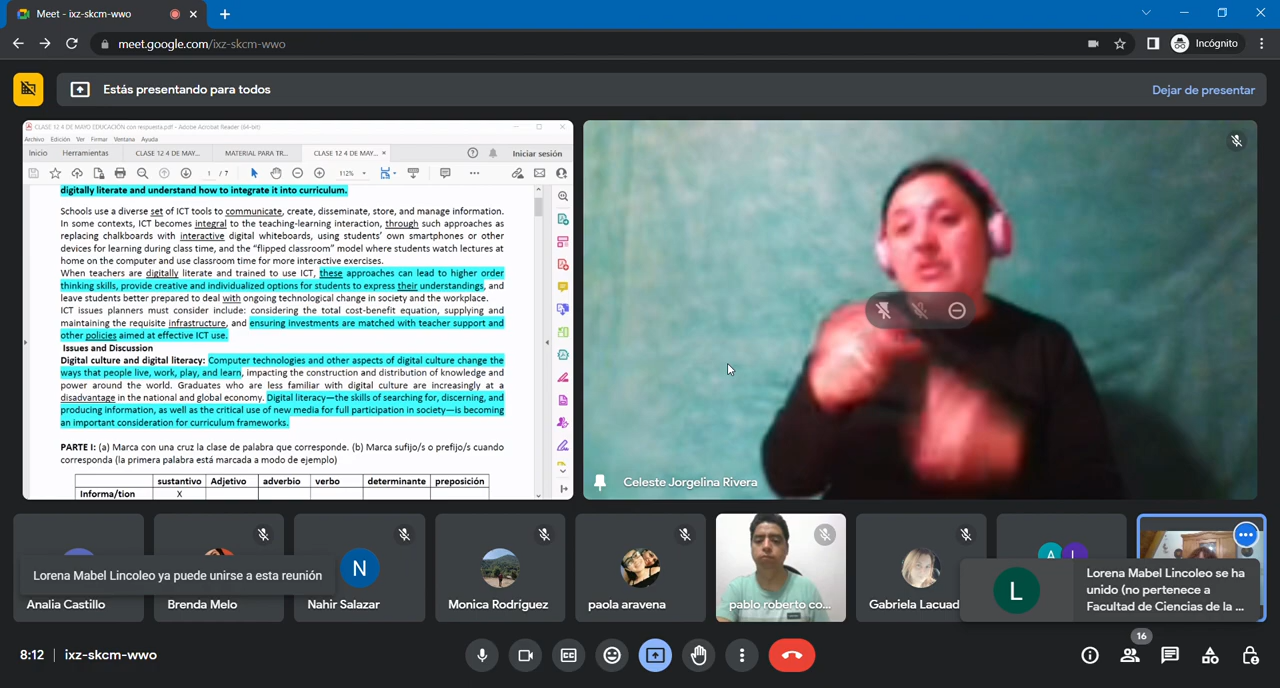 Meet - ixz-skcm-wwo
meet.google.com/ixz-skcm-wwo
Incógnito
Estás presentando para todos
Dejar de presentar
CLASE 12 4 DE MAYO EDUCACIÓN con respuesta.pdf - Adobe Acrobat Reader (64-bit)
Archivo Edición Ver Firmar Ventana Ayuda
Inicio Herramientas CLASE 12 4 DE MAY... MATERIAL PARA TR... CLASE 12 4 DE MAY... × Iniciar sesión
1 / 7 112%
digitally literate and understand how to integrate it into curriculum.
Schools use a diverse set of ICT tools to communicate, create, disseminate, store, and manage information.
In some contexts, ICT becomes integral to the teaching-learning interaction, through such approaches as
replacing chalkboards with interactive digital whiteboards, using students’ own smartphones or other
devices for learning during class time, and the “flipped classroom” model where students watch lectures at
home on the computer and use classroom time for more interactive exercises.
When teachers are digitally literate and trained to use ICT, these approaches can lead to higher order
thinking skills, provide creative and individualized options for students to express their understandings, and
leave students better prepared to deal with ongoing technological change in society and the workplace.
ICT issues planners must consider include: considering the total cost-benefit equation, supplying and
maintaining the requisite infrastructure, and ensuring investments are matched with teacher support and
other policies aimed at effective ICT use.
Issues and Discussion
Digital culture and digital literacy: Computer technologies and other aspects of digital culture change the
ways that people live, work, play, and learn, impacting the construction and distribution of knowledge and
power around the world. Graduates who are less familiar with digital culture are increasingly at a
disadvantage in the national and global economy. Digital literacy—the skills of searching for, discerning, and
producing information, as well as the critical use of new media for full participation in society—is becoming
an important consideration for curriculum frameworks.
PARTE I: (a) Marca con una cruz la clase de palabra que corresponde. (b) Marca sufijo/s o prefijo/s cuando
corresponda (la primera palabra está marcada a modo de ejemplo)
sustantivo Adjetivo adverbio verbo determinante preposición
Informa/tion X
Celeste Jorgelina Rivera
Lorena Mabel Lincoleo ya puede unirse a esta reunión
N
Analia Castillo
Brenda Melo
Nahir Salazar
Monica Rodríguez
paola aravena
pablo roberto co...
Gabriela Lacuad
A L
L
Lorena Mabel Lincoleo se ha
unido (no pertenece a
Facultad de Ciencias de la ...
8:12 | ixz-skcm-wwo
16